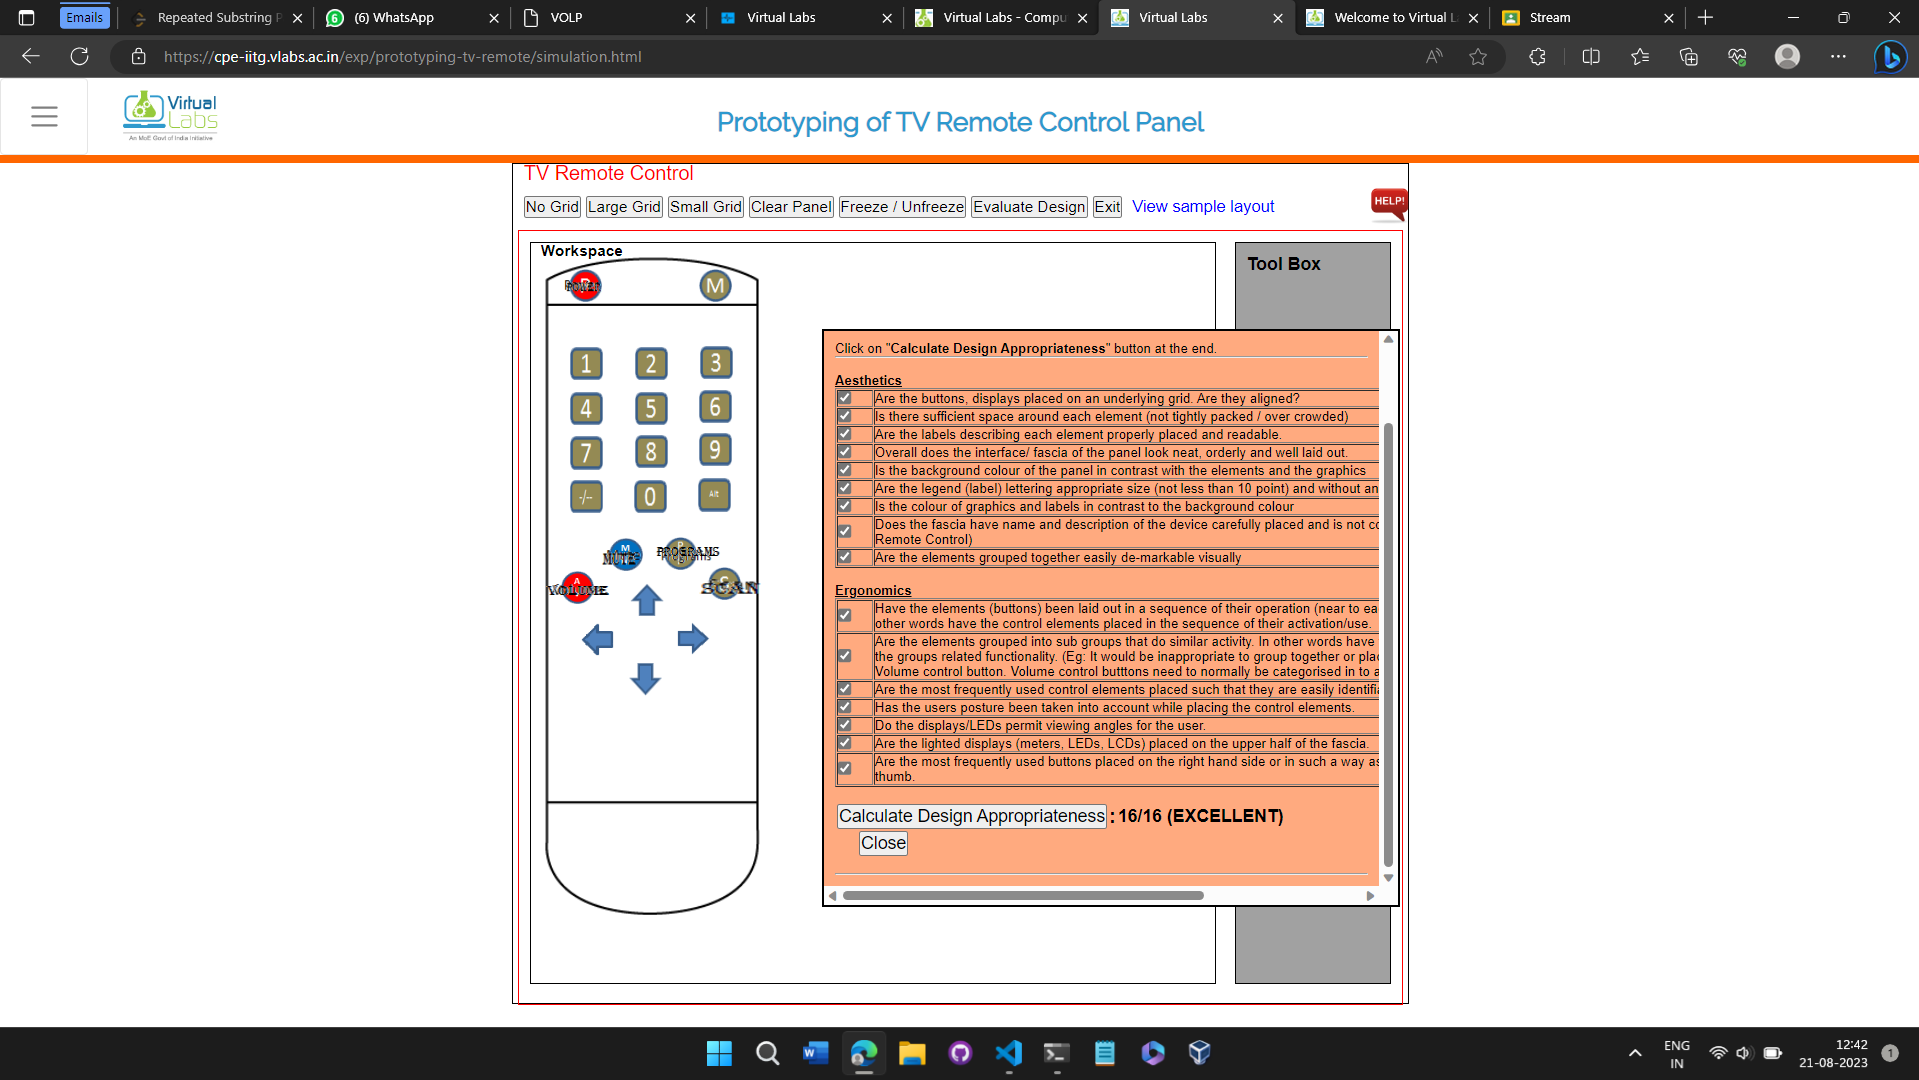 Emails
Repeated Substring P
(6) WhatsApp
VOLP
Virtual Labs
Virtual Labs - Compu
Virtual Labs
Welcome to Virtual L
Stream
https://cpe-iitg.vlabs.ac.in/exp/prototyping-tv-remote/simulation.html
Virtual
Labs
An MoE Govt of India Initiative
Prototyping of TV Remote Control Panel
TV Remote Control
No Grid
Large Grid
Small Grid
Clear Panel
Freeze / Unfreeze
Evaluate Design
Exit
View sample layout
HELP!
Workspace
Tool Box
M
1 2 3
4 5 6
7 8 9
-/-- 0 Alt
M
MUTE
P
PROGRAMS
A
VOLUME
SCAN
Click on "Calculate Design Appropriateness" button at the end.
Aesthetics
Are the buttons, displays placed on an underlying grid. Are they aligned?
Is there sufficient space around each element (not tightly packed / over crowded)
Are the labels describing each element properly placed and readable.
Overall does the interface/ fascia of the panel look neat, orderly and well laid out.
Is the background colour of the panel in contrast with the elements and the graphics
Are the legend (label) lettering appropriate size (not less than 10 point) and without an
Is the colour of graphics and labels in contrast to the background colour
Does the fascia have name and description of the device carefully placed and is not co
Remote Control)
Are the elements grouped together easily de-markable visually
Ergonomics
Have the elements (buttons) been laid out in a sequence of their operation (near to ea
other words have the control elements placed in the sequence of their activation/use.
Are the elements grouped into sub groups that do similar activity. In other words have
the groups related functionality. (Eg: It would be inappropriate to group together or plac
Volume control button. Volume control butttons need to normally be categorised in to a
Are the most frequently used control elements placed such that they are easily identifia
Has the users posture been taken into account while placing the control elements.
Do the displays/LEDs permit viewing angles for the user.
Are the lighted displays (meters, LEDs, LCDs) placed on the upper half of the fascia.
Are the most frequently used buttons placed on the right hand side or in such a way as
thumb.
Calculate Design Appropriateness : 16/16 (EXCELLENT)
Close
ENG
IN
12:42
21-08-2023
1